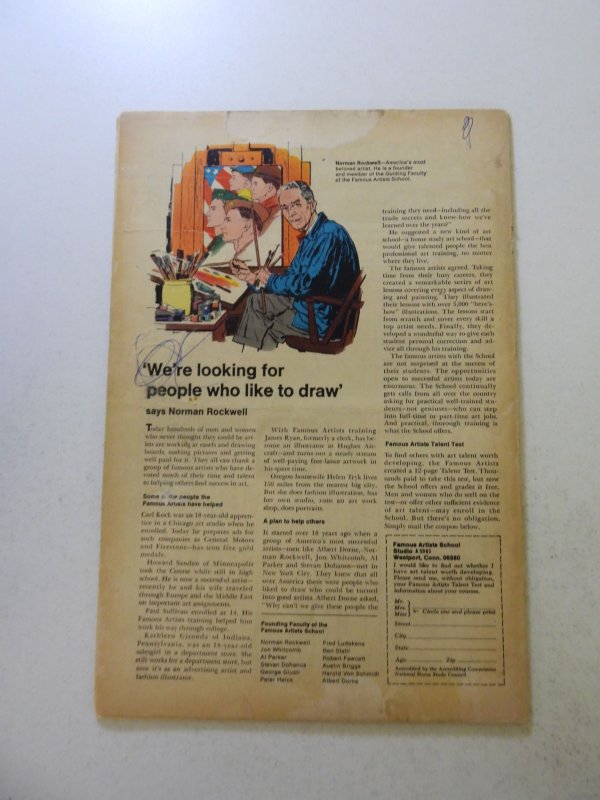 Norman Rockwell—America's most
beloved artist. He is a founder
and member of the Guiding Faculty
of the Famous Artists School.
'We're looking for
people who like to draw'
says Norman Rockwell
Today hundreds of men and women
who never thought they could be art-
ists are working at easels and drawing
boards, making pictures and getting
well paid for it. They all can thank a
group of famous artists who have de-
voted much of their time and talent
to helping others find success in art.
Some of the people the
Famous Artists have helped
Carl Kock was an 18-year-old appren-
tice in a Chicago art studio when he
enrolled. Today he prepares ads for
such companies as General Motors
and Firestone—has won five gold
medals.
Howard Sanden of Minneapolis
took the Course while still in high
school. He is now a successful artist—
recently he and his wife traveled
through Europe and the Middle East
on important art assignments.
Paul Sullivan enrolled at 14. His
Famous Artists training helped him
work his way through college.
Kathleen Girenda of Indiana,
Pennsylvania, was an 18-year-old
salesgirl in a department store. She
still works for a department store, but
now it's as an advertising artist and
fashion illustrator.
With Famous Artists training
James Ryan, formerly a clerk, has be-
come an illustrator at Hughes Air-
craft—and turns out a steady stream
of well-paying free-lance artwork in
his spare time.
Oregon housewife Helen Tryk lives
150 miles from the nearest big city.
But she does fashion illustration, has
her own studio, runs an art work
shop, does portraits.
A plan to help others
It started over 18 years ago when a
group of America's most successful
artists—men like Albert Dorne, Nor-
man Rockwell, Jon Whitcomb, Al
Parker and Stevan Dohanos—met in
New York City. They knew that all
over America there were people who
liked to draw who could be turned
into good artists. Albert Dorne asked,
"Why can't we give these people the
Founding Faculty of the
Famous Artists School
Norman Rockwell
Jon Whitcomb
Al Parker
Stevan Dohanos
George Giusti
Peter Helck
Fred Ludekens
Ben Stahl
Robert Fawcett
Austin Briggs
Harold Von Schmidt
Albert Dorne
training they need—including all the
trade secrets and know-how we've
learned over the years?"
He suggested a new kind of art
school—a home study art school—that
would give talented people the best
professional art training, no matter
where they live.
The famous artists agreed. Taking
time from their busy careers, they
created a remarkable series of art
lessons covering every aspect of draw-
ing and painting. They illustrated
their lessons with over 5,000 "here's-
how" illustrations. The lessons start
from scratch and cover every skill a
top artist needs. Finally, they de-
veloped a wonderful way to give each
student personal correction and ad-
vice all through his training.
The famous artists with the School
are not surprised at the success of
their students. The opportunities
open to successful artists today are
enormous. The School continually
gets calls from all over the country
asking for practical well-trained stu-
dents—not geniuses—who can step
into full-time or part-time art jobs.
And practical, thorough training is
what the School offers.
Famous Artists Talent Test
To find others with art talent worth
developing, the Famous Artists
created a 12-page Talent Test. Thou-
sands paid to take this test, but now
the School offers and grades it free.
Men and women who do well on the
test—or offer other sufficient evidence
of art talent—may enroll in the
School. But there's no obligation.
Simply mail the coupon below.
Famous Artists School
Studio
Westport, Conn. 06880
I would like to find out whether I
have art talent worth developing.
Please send me, without obligation,
your Famous Artists Talent Test and
information about your courses.
Mr.
Mrs. ← Circle one and please print
Miss
Street
City
State
Age Zip
Accredited by the Accrediting Commission
National Home Study Council